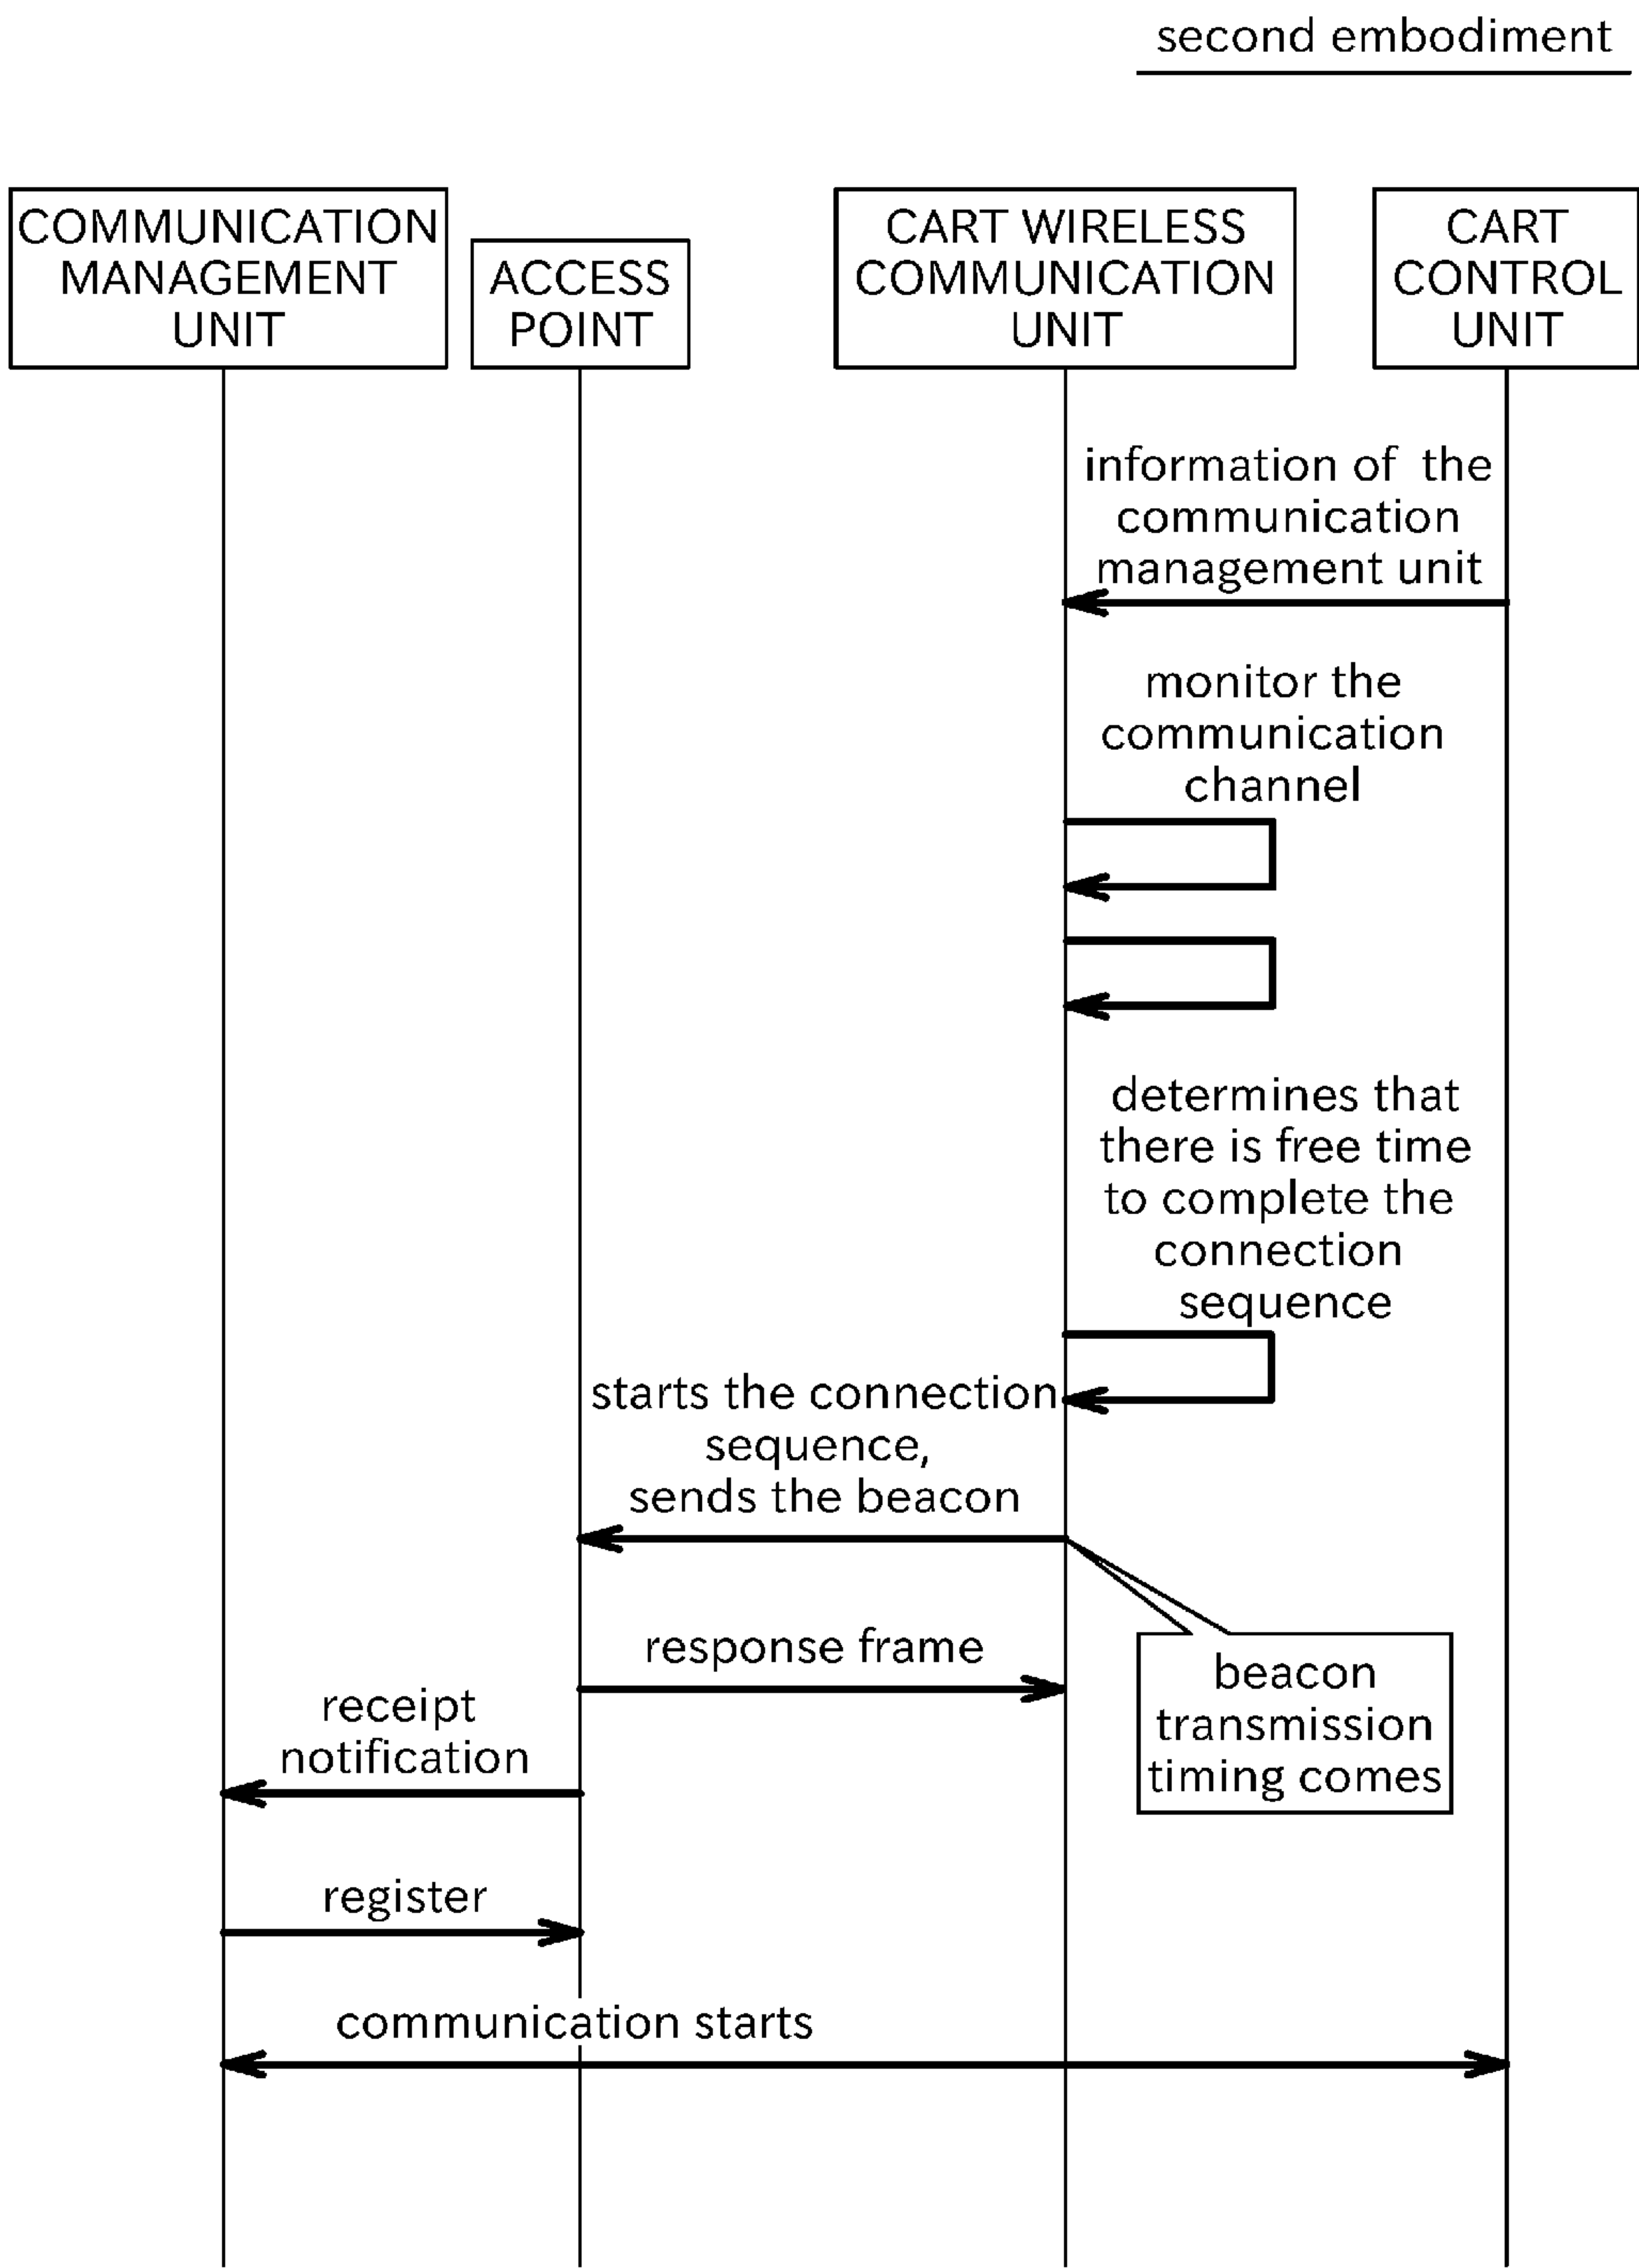 second embodiment
COMMUNICATION
MANAGEMENT
UNIT
ACCESS
POINT
CART WIRELESS
COMMUNICATION
UNIT
CART
CONTROL
UNIT
information of the
communication
management unit
monitor the
communication
channel
determines that
there is free time
to complete the
connection
sequence
starts the connection
sequence,
sends the beacon
beacon
transmission
timing comes
response frame
receipt
notification
register
communication starts